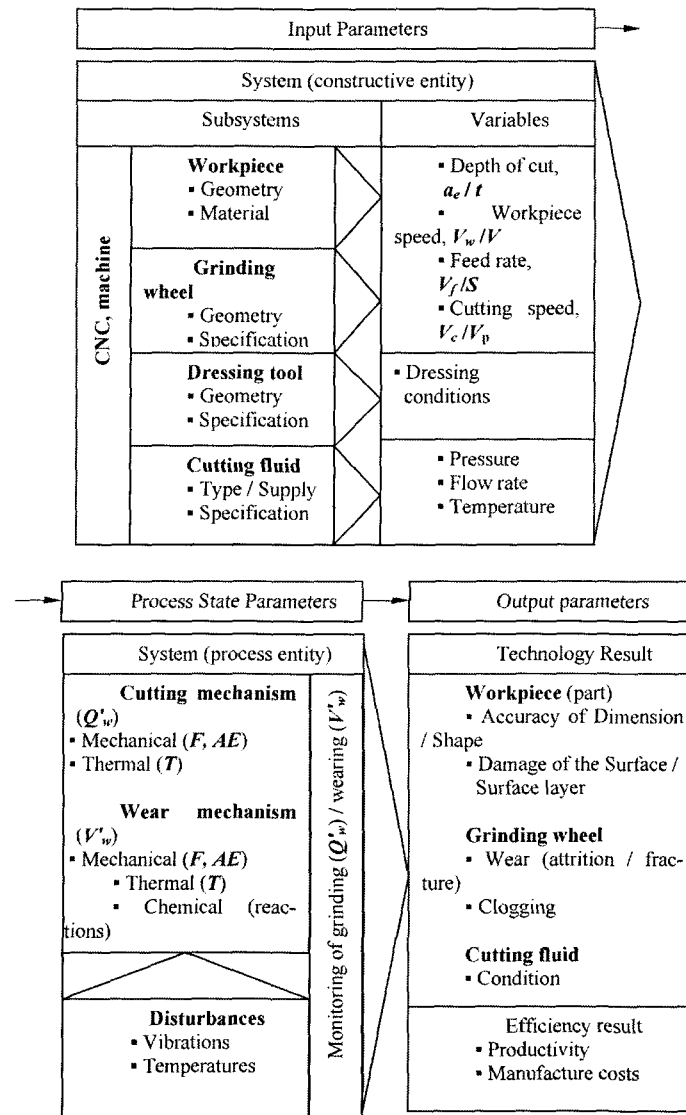 Input Parameters
System (constructive entity)
Subsystems
Variables
CNC, machine
Workpiece
▪ Geometry
▪ Material
Grinding
wheel
▪ Geometry
▪ Specification
Dressing tool
▪ Geometry
▪ Specification
Cutting fluid
▪ Type / Supply
▪ Specification
▪ Depth of cut,
a_e / t
▪ Workpiece
speed, V_w /V
▪ Feed rate,
V_f /S
▪ Cutting speed,
V_c /V_p
▪ Dressing
conditions
▪ Pressure
▪ Flow rate
▪ Temperature
Process State Parameters
System (process entity)
Cutting mechanism
(Q'_w)
▪ Mechanical (F, AE)
▪ Thermal (T)
Wear mechanism
(V'_w)
▪ Mechanical (F, AE)
▪ Thermal (T)
▪ Chemical (reac-
tions)
Disturbances
▪ Vibrations
▪ Temperatures
Monitoring of grinding (Q'_w) / wearing (V'_w)
Output parameters
Technology Result
Workpiece (part)
▪ Accuracy of Dimension
/ Shape
▪ Damage of the Surface /
Surface layer
Grinding wheel
▪ Wear (attrition / frac-
ture)
▪ Clogging
Cutting fluid
▪ Condition
Efficiency result
▪ Productivity
▪ Manufacture costs